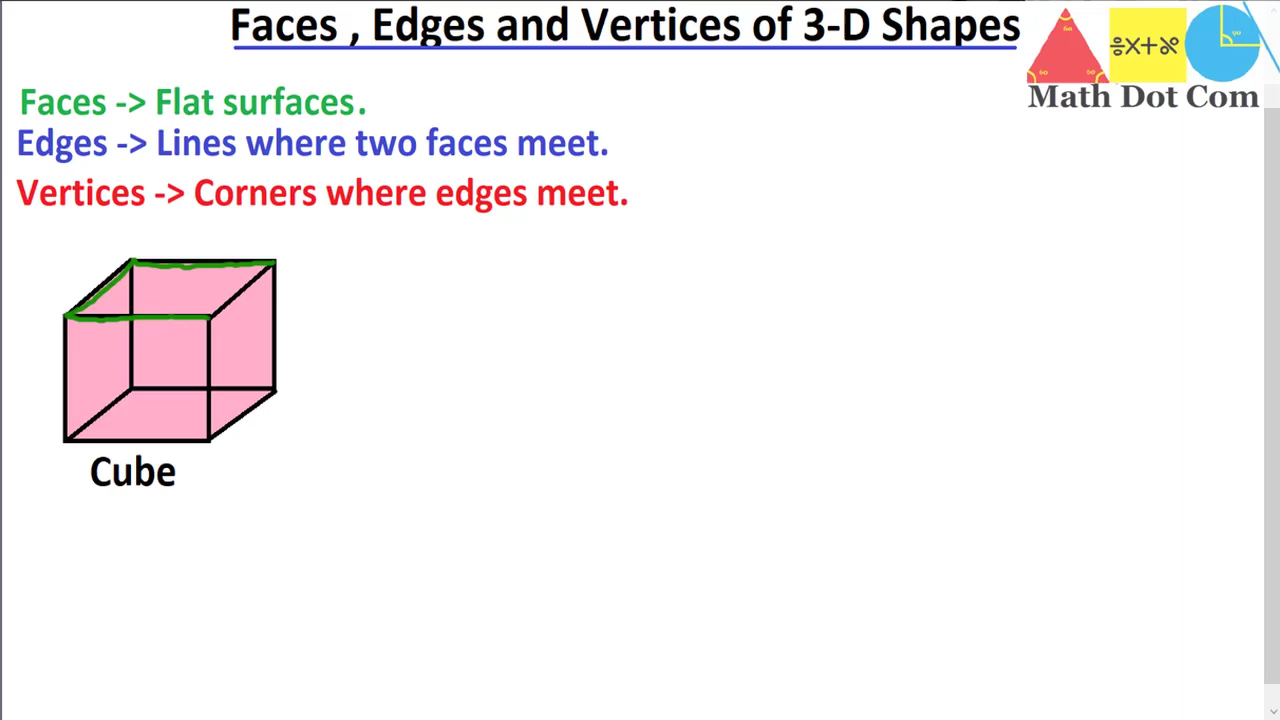 Faces , Edges and Vertices of 3-D Shapes
÷×+%
Math Dot Com
Faces -> Flat surfaces.
Edges -> Lines where two faces meet.
Vertices -> Corners where edges meet.
Cube